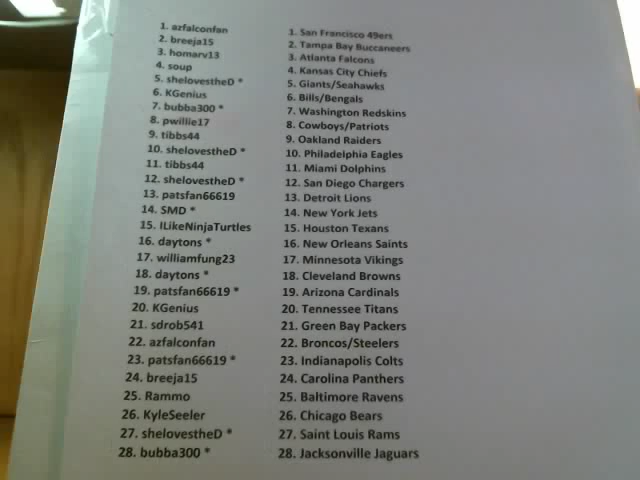 1. azfalconfan
2. breeja15
3. homarv13
4. soup
5. shelovestheD *
6. KGenius
7. bubba300 *
8. pwillie17
9. tibbs44
10. shelovestheD *
11. tibbs44
12. shelovestheD *
13. patsfan66619
14. SMD *
15. ILikeNinjaTurtles
16. daytons *
17. williamfung23
18. daytons *
19. patsfan66619 *
20. KGenius
21. sdrob541
22. azfalconfan
23. patsfan66619 *
24. breeja15
25. Rammo
26. KyleSeeler
27. shelovestheD *
28. bubba300 *
1. San Francisco 49ers
2. Tampa Bay Buccaneers
3. Atlanta Falcons
4. Kansas City Chiefs
5. Giants/Seahawks
6. Bills/Bengals
7. Washington Redskins
8. Cowboys/Patriots
9. Oakland Raiders
10. Philadelphia Eagles
11. Miami Dolphins
12. San Diego Chargers
13. Detroit Lions
14. New York Jets
15. Houston Texans
16. New Orleans Saints
17. Minnesota Vikings
18. Cleveland Browns
19. Arizona Cardinals
20. Tennessee Titans
21. Green Bay Packers
22. Broncos/Steelers
23. Indianapolis Colts
24. Carolina Panthers
25. Baltimore Ravens
26. Chicago Bears
27. Saint Louis Rams
28. Jacksonville Jaguars